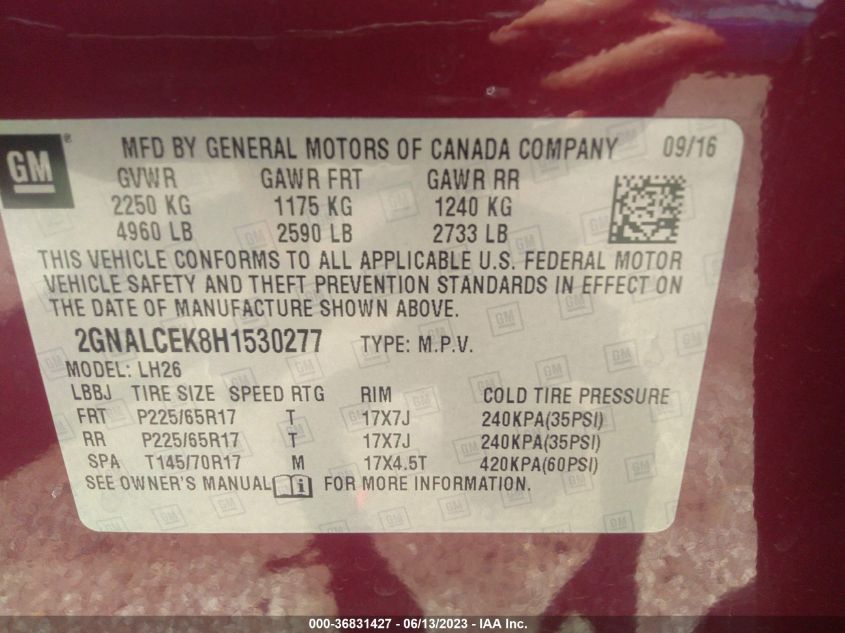 GM ®
MFD BY GENERAL MOTORS OF CANADA COMPANY 09/16
GVWR GAWR FRT GAWR RR
2250 KG 1175 KG 1240 KG
4960 LB 2590 LB 2733 LB
THIS VEHICLE CONFORMS TO ALL APPLICABLE U.S. FEDERAL MOTOR
VEHICLE SAFETY AND THEFT PREVENTION STANDARDS IN EFFECT ON
THE DATE OF MANUFACTURE SHOWN ABOVE.
2GNALCEK8H1530277 TYPE: M.P.V.
MODEL: LH26
LBBJ TIRE SIZE SPEED RTG RIM COLD TIRE PRESSURE
FRT P225/65R17 T 17X7J 240KPA(35PSI)
RR P225/65R17 T 17X7J 240KPA(35PSI)
SPA T145/70R17 M 17X4.5T 420KPA(60PSI)
SEE OWNER'S MANUAL FOR MORE INFORMATION.
000-36831427 - 06/13/2023 - IAA Inc.